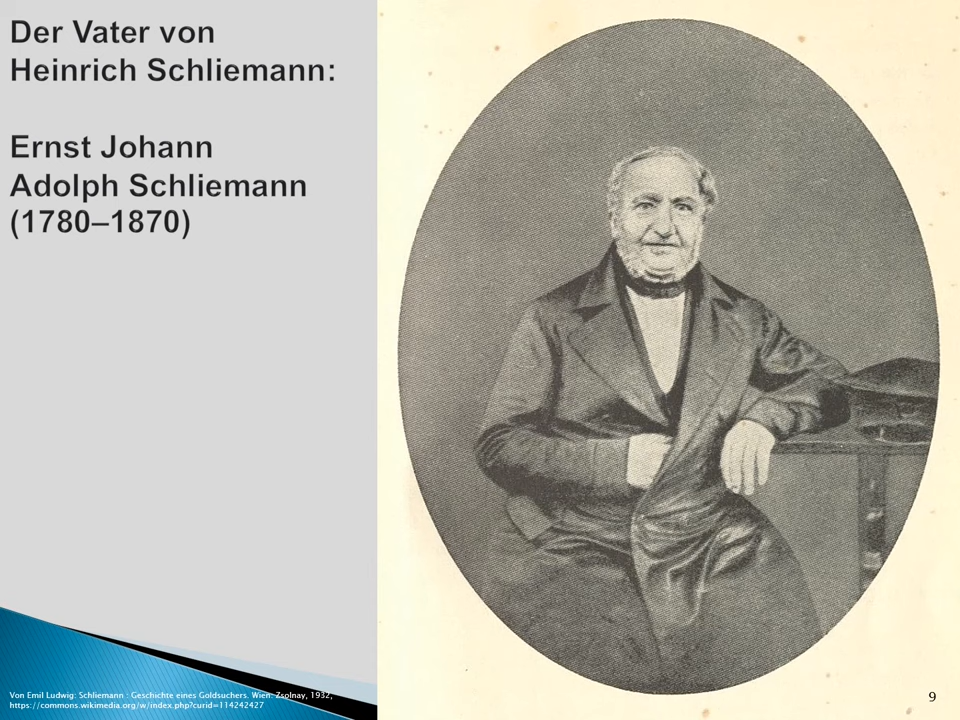 Der Vater von
Heinrich Schliemann:
Ernst Johann
Adolph Schliemann
(1780–1870)
Von Emil Ludwig: Schliemann : Geschichte eines Goldsuchers. Wien: Zsolnay, 1932,
https://commons.wikimedia.org/w/index.php?curid=114242427
9